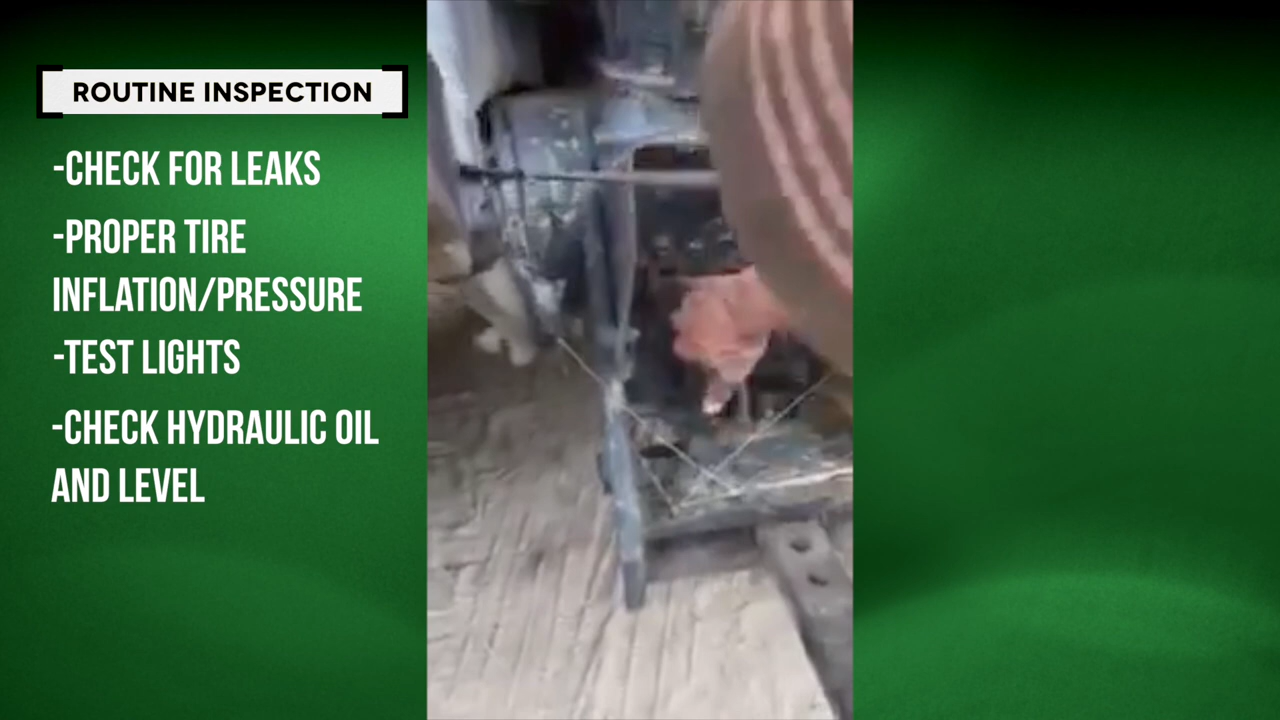 ROUTINE INSPECTION
-CHECK FOR LEAKS
-PROPER TIRE
INFLATION/PRESSURE
-TEST LIGHTS
-CHECK HYDRAULIC OIL
AND LEVEL